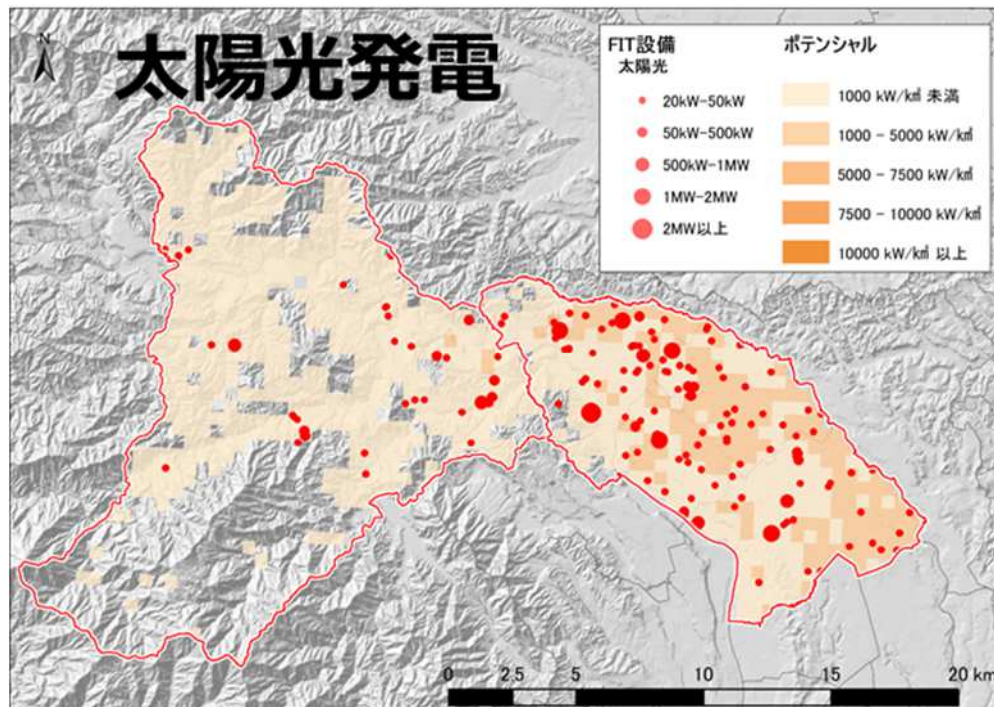 N
太陽光発電
FIT設備
太陽光
20kW-50kW
50kW-500kW
500kW-1MW
1MW-2MW
2MW以上
ポテンシャル
1000 kW/㎢ 未満
1000 - 5000 kW/㎢
5000 - 7500 kW/㎢
7500 - 10000 kW/㎢
10000 kW/㎢ 以上
0 2.5 5 10 15 20 km